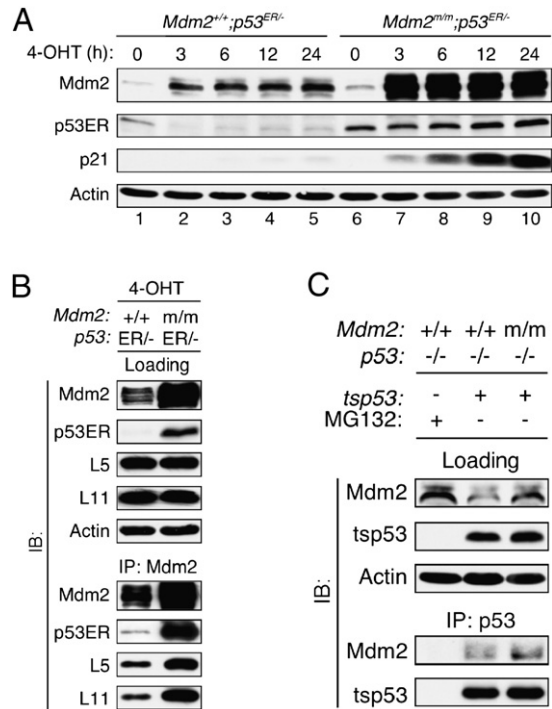 A
Mdm2+/+;p53ER/- Mdm2m/m;p53ER/-
4-OHT (h): 0 3 6 12 24 0 3 6 12 24
Mdm2
p53ER
p21
Actin
1 2 3 4 5 6 7 8 9 10
B
4-OHT
Mdm2: +/+ m/m
p53: ER/- ER/-
Loading
IB:
Mdm2
p53ER
L5
L11
Actin
IP: Mdm2
Mdm2
p53ER
L5
L11
C
Mdm2: +/+ +/+ m/m
p53: -/- -/- -/-
tsp53: - + +
MG132: + - -
Loading
IB:
Mdm2
tsp53
Actin
IP: p53
Mdm2
tsp53